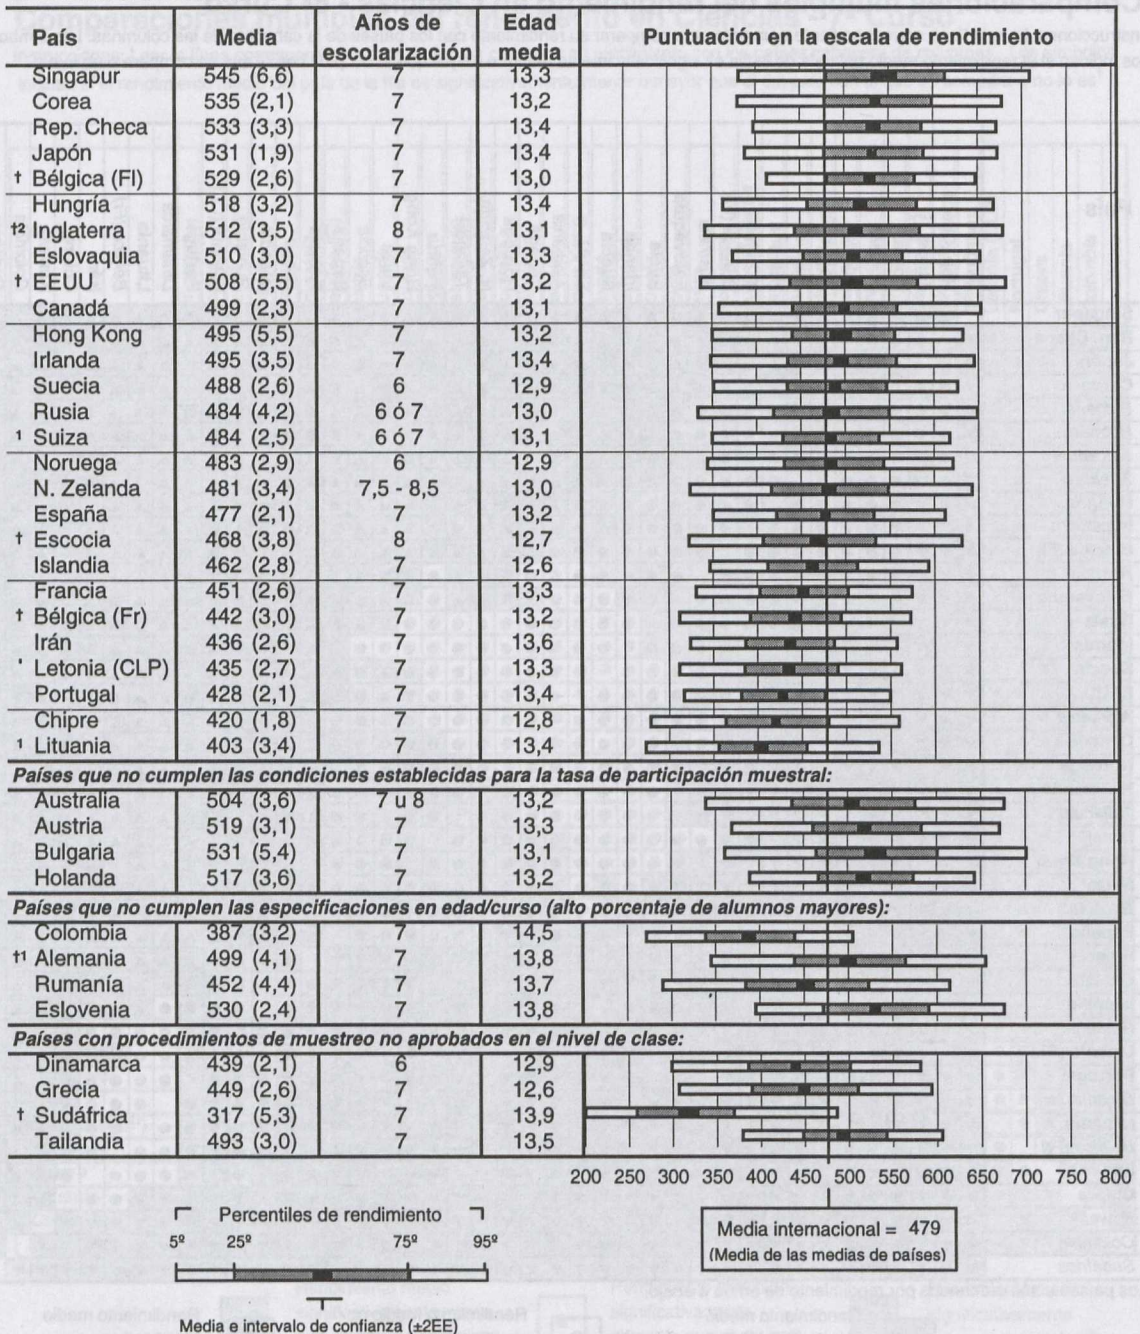 País Media Años de escolarización Edad media Puntuación en la escala de rendimiento
Singapur 545 (6,6) 7 13,3
Corea 535 (2,1) 7 13,2
Rep. Checa 533 (3,3) 7 13,4
Japón 531 (1,9) 7 13,4
† Bélgica (Fl) 529 (2,6) 7 13,0
Hungría 518 (3,2) 7 13,4
†2 Inglaterra 512 (3,5) 8 13,1
Eslovaquia 510 (3,0) 7 13,3
† EEUU 508 (5,5) 7 13,2
Canadá 499 (2,3) 7 13,1
Hong Kong 495 (5,5) 7 13,2
Irlanda 495 (3,5) 7 13,4
Suecia 488 (2,6) 6 12,9
Rusia 484 (4,2) 6 ó 7 13,0
1 Suiza 484 (2,5) 6 ó 7 13,1
Noruega 483 (2,9) 6 12,9
N. Zelanda 481 (3,4) 7,5 - 8,5 13,0
España 477 (2,1) 7 13,2
† Escocia 468 (3,8) 8 12,7
Islandia 462 (2,8) 7 12,6
Francia 451 (2,6) 7 13,3
† Bélgica (Fr) 442 (3,0) 7 13,2
Irán 436 (2,6) 7 13,6
Letonia (CLP) 435 (2,7) 7 13,3
Portugal 428 (2,1) 7 13,4
Chipre 420 (1,8) 7 12,8
1 Lituania 403 (3,4) 7 13,4
Países que no cumplen las condiciones establecidas para la tasa de participación muestral:
Australia 504 (3,6) 7 u 8 13,2
Austria 519 (3,1) 7 13,3
Bulgaria 531 (5,4) 7 13,1
Holanda 517 (3,6) 7 13,2
Países que no cumplen las especificaciones en edad/curso (alto porcentaje de alumnos mayores):
Colombia 387 (3,2) 7 14,5
†1 Alemania 499 (4,1) 7 13,8
Rumanía 452 (4,4) 7 13,7
Eslovenia 530 (2,4) 7 13,8
Países con procedimientos de muestreo no aprobados en el nivel de clase:
Dinamarca 439 (2,1) 6 12,9
Grecia 449 (2,6) 7 12,6
† Sudáfrica 317 (5,3) 7 13,9
Tailandia 493 (3,0) 7 13,5
200 250 300 350 400 450 500 550 600 650 700 750 800
Percentiles de rendimiento
5º 25º 75º 95º
Media e intervalo de confianza (±2EE)
Media internacional = 479
(Media de las medias de países)